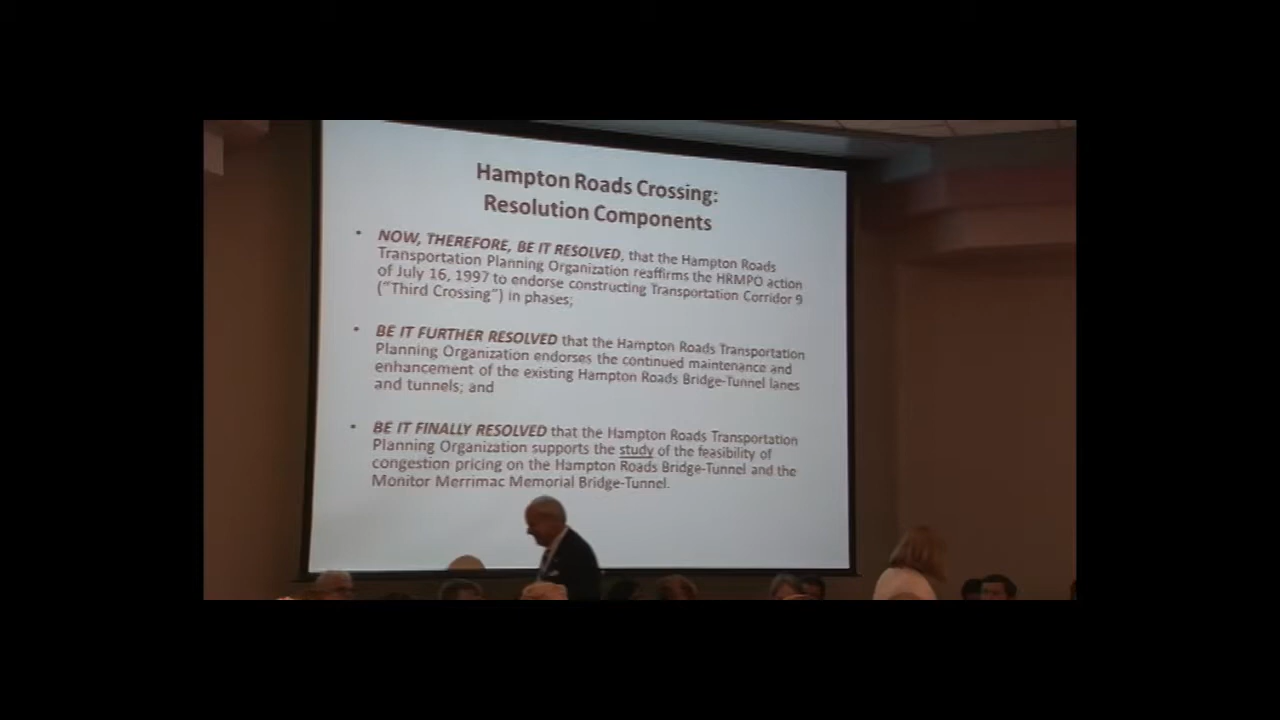 Hampton Roads Crossing:
Resolution Components
• NOW, THEREFORE, BE IT RESOLVED, that the Hampton Roads
Transportation Planning Organization reaffirms the HRMPO action
of July 16, 1997 to endorse constructing Transportation Corridor 9
("Third Crossing") in phases;
• BE IT FURTHER RESOLVED that the Hampton Roads Transportation
Planning Organization endorses the continued maintenance and
enhancement of the existing Hampton Roads Bridge-Tunnel lanes
and tunnels; and
• BE IT FINALLY RESOLVED that the Hampton Roads Transportation
Planning Organization supports the study of the feasibility of
congestion pricing on the Hampton Roads Bridge-Tunnel and the
Monitor Merrimac Memorial Bridge-Tunnel.